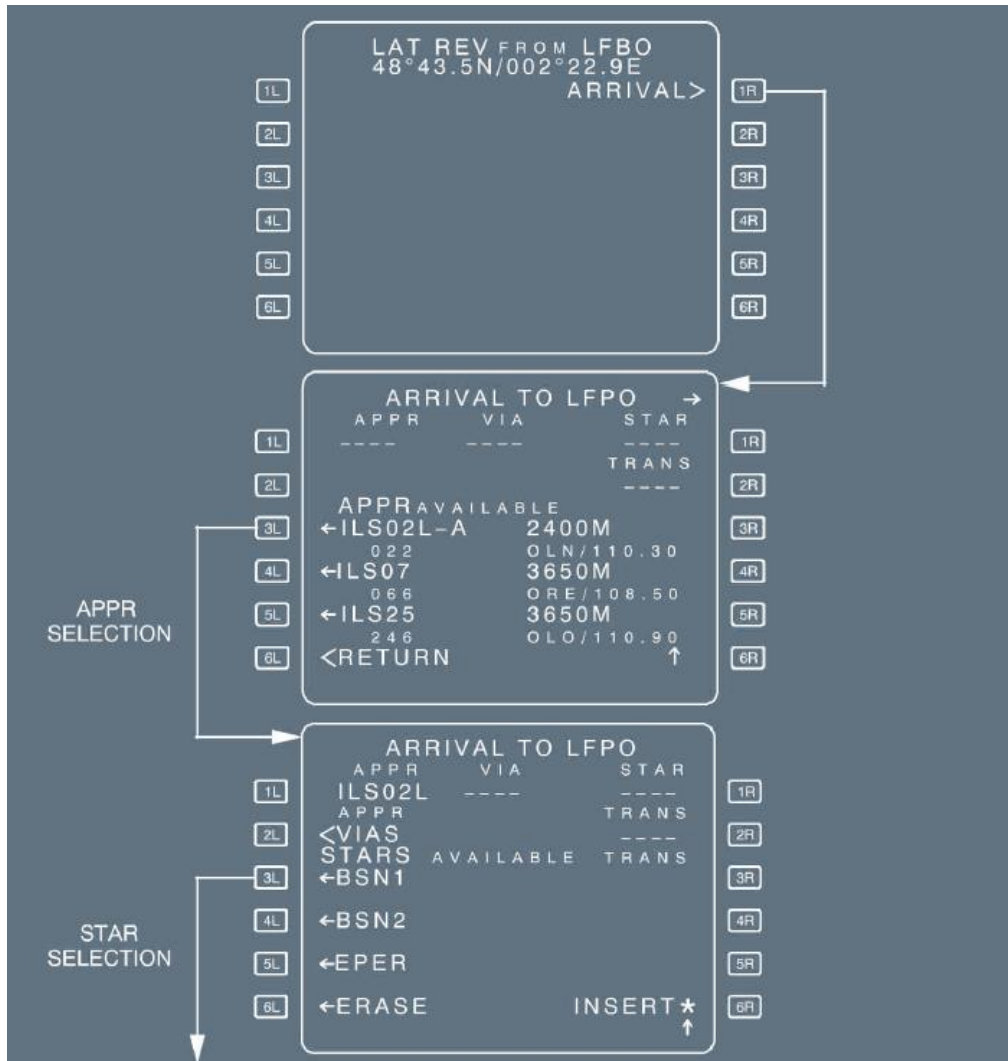 LAT REV FROM LFBO
48°43.5N/002°22.9E
1L ARRIVAL> 1R
2L 2R
3L 3R
4L 4R
5L 5R
6L 6R
ARRIVAL TO LFPO →
APPR VIA STAR
1L ---- ---- ---- 1R
TRANS
2L ---- 2R
APPR AVAILABLE
3L ←ILS02L-A 2400M 3R
022 OLN/110.30
4L ←ILS07 3650M 4R
066 ORE/108.50
5L ←ILS25 3650M 5R
246 OLO/110.90
6L <RETURN ↑ 6R
APPR
SELECTION
ARRIVAL TO LFPO
APPR VIA STAR
1L ILS02L ---- ---- 1R
APPR TRANS
2L <VIAS ---- 2R
STARS AVAILABLE TRANS
3L ←BSN1 3R
4L ←BSN2 4R
5L ←EPER 5R
6L ←ERASE INSERT* 6R
↑
STAR
SELECTION